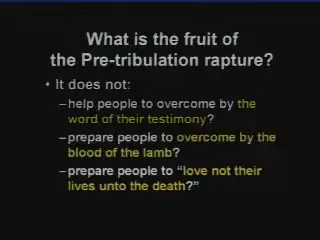 What is the fruit of
the Pre-tribulation rapture?
• It does not:
–help people to overcome by the
word of their testimony?
–prepare people to overcome by the
blood of the lamb?
–prepare people to “love not their
lives unto the death?”